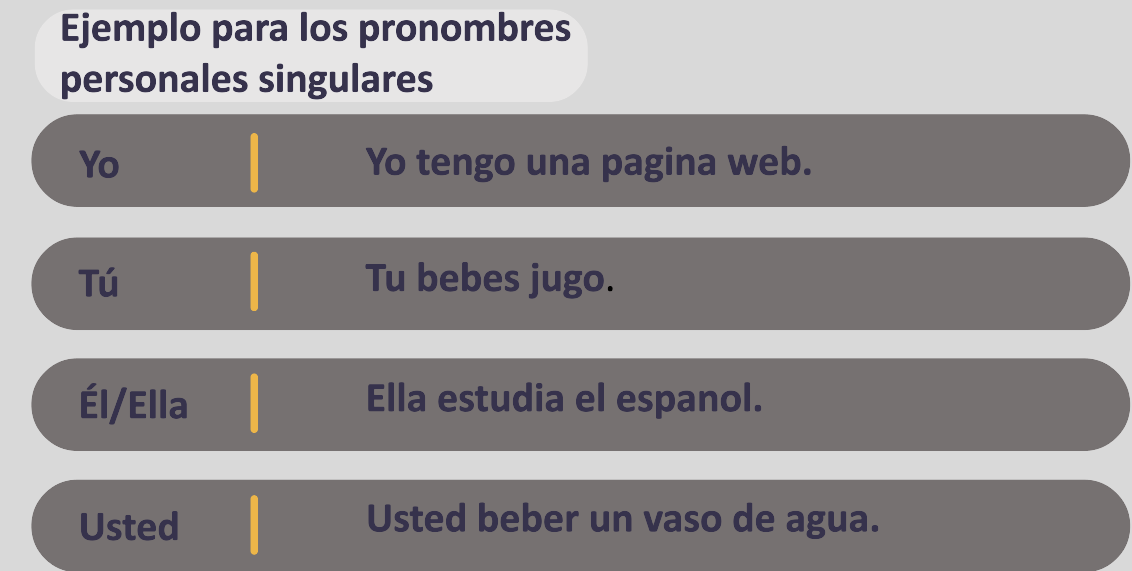 Ejemplo para los pronombres
personales singulares
Yo
Yo tengo una pagina web.
Tú
Tu bebes jugo.
Él/Ella
Ella estudia el espanol.
Usted
Usted beber un vaso de agua.